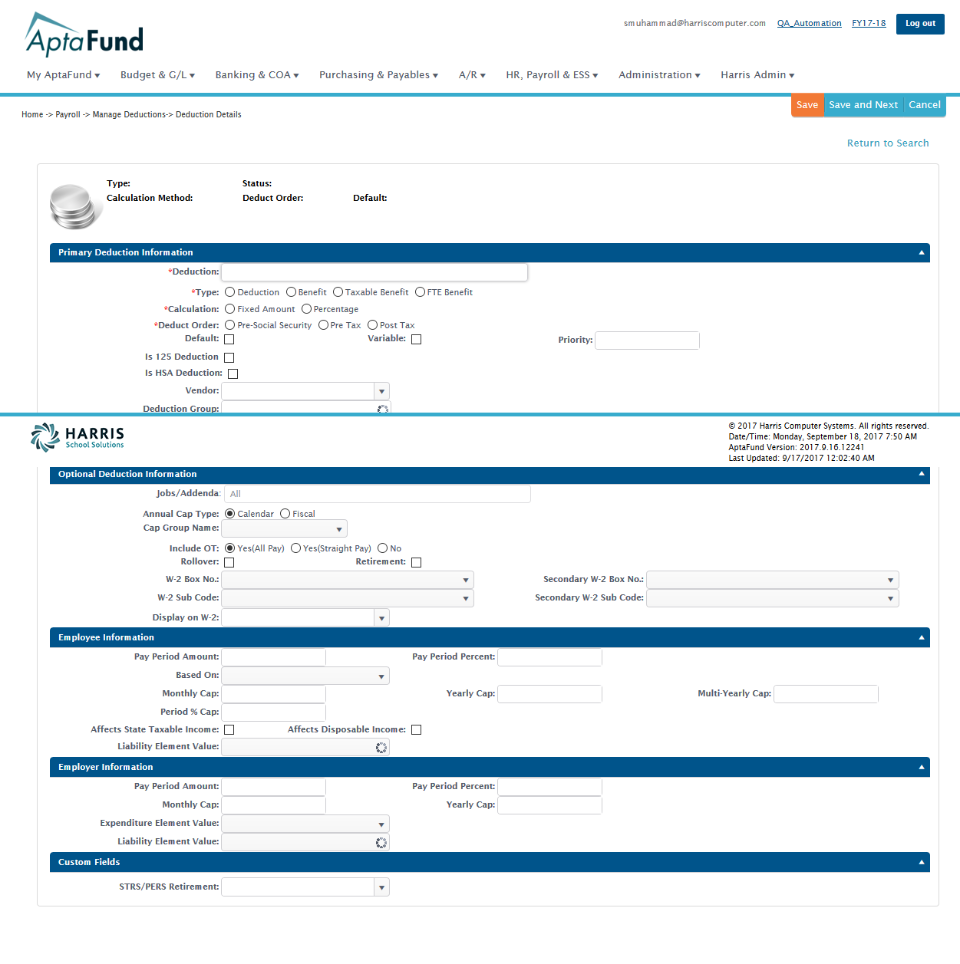 smuhammad@harriscomputer.com QA_Automation FY17-18 Log out
AptaFund
My AptaFund Budget & G/L Banking & COA Purchasing & Payables A/R HR, Payroll & ESS Administration Harris Admin
Save Save and Next Cancel
Home -> Payroll -> Manage Deductions-> Deduction Details
Return to Search
Type: Status:
Calculation Method: Deduct Order: Default:
Primary Deduction Information
*Deduction:
*Type: Deduction Benefit Taxable Benefit FTE Benefit
*Calculation: Fixed Amount Percentage
*Deduct Order: Pre-Social Security Pre Tax Post Tax
Default: Variable: Priority:
Is 125 Deduction
Is HSA Deduction:
Vendor:
Deduction Group:
HARRIS
School Solutions
© 2017 Harris Computer Systems. All rights reserved.
Date/Time: Monday, September 18, 2017 7:50 AM
AptaFund Version: 2017.9.16.12241
Last Updated: 9/17/2017 12:02:40 AM
Optional Deduction Information
Jobs/Addenda: All
Annual Cap Type: Calendar Fiscal
Cap Group Name:
Include OT: Yes(All Pay) Yes(Straight Pay) No
Rollover: Retirement:
W-2 Box No.: Secondary W-2 Box No.:
W-2 Sub Code: Secondary W-2 Sub Code:
Display on W-2:
Employee Information
Pay Period Amount: Pay Period Percent:
Based On:
Monthly Cap: Yearly Cap: Multi-Yearly Cap:
Period % Cap:
Affects State Taxable Income: Affects Disposable Income:
Liability Element Value:
Employer Information
Pay Period Amount: Pay Period Percent:
Monthly Cap: Yearly Cap:
Expenditure Element Value:
Liability Element Value:
Custom Fields
STRS/PERS Retirement: